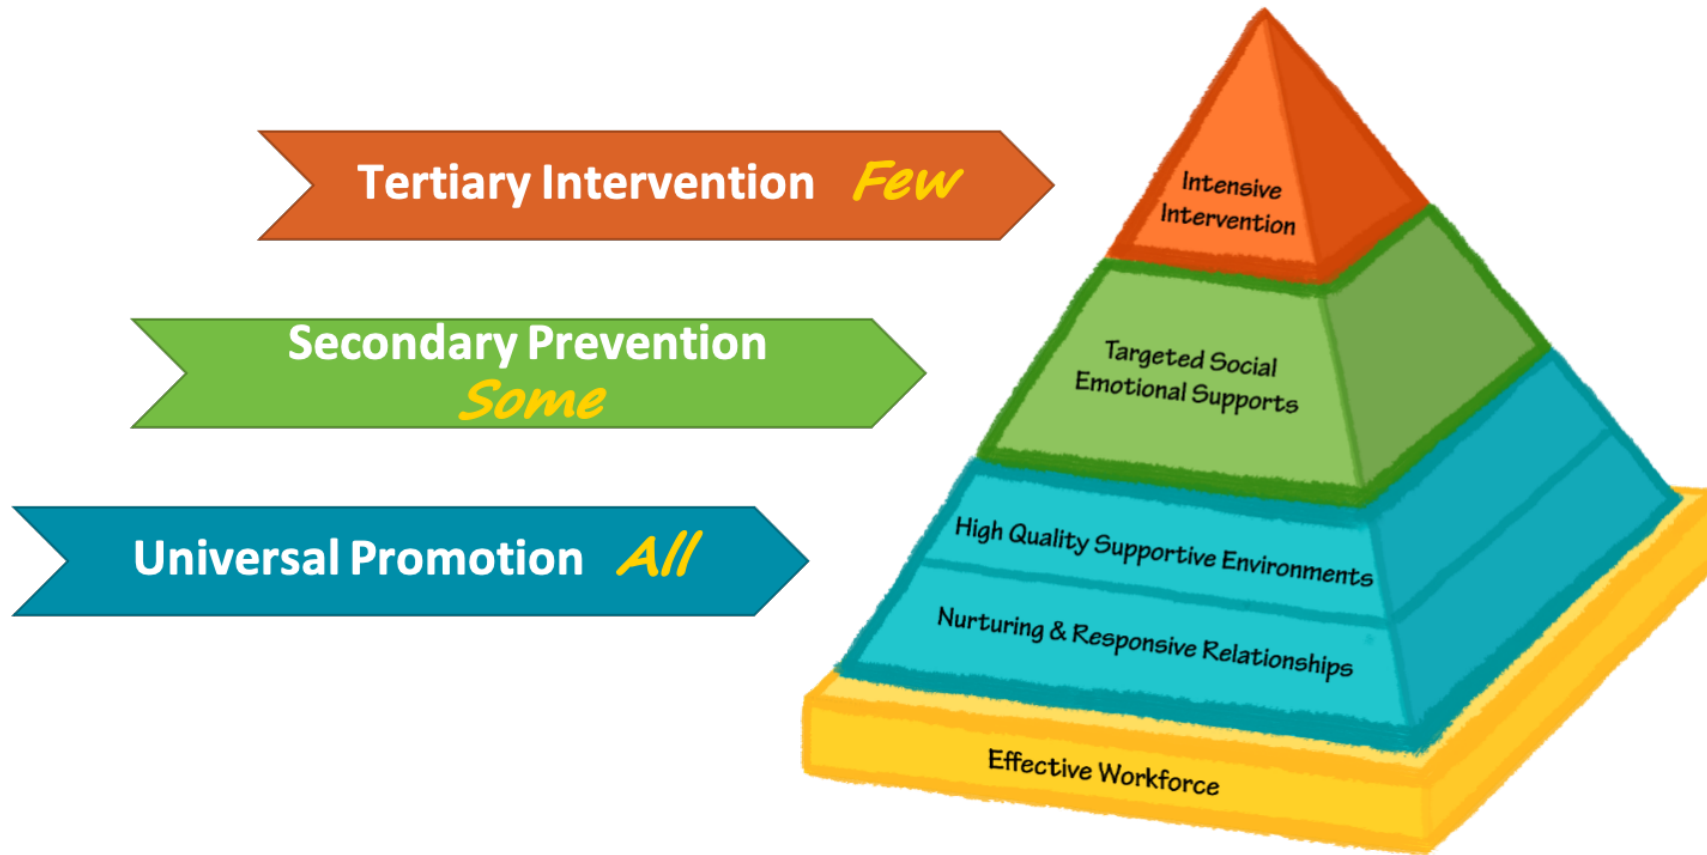 Tertiary Intervention Few
Secondary Prevention
Some
Universal Promotion All
Intensive
Intervention
Targeted Social
Emotional Supports
High Quality Supportive Environments
Nurturing & Responsive Relationships
Effective Workforce